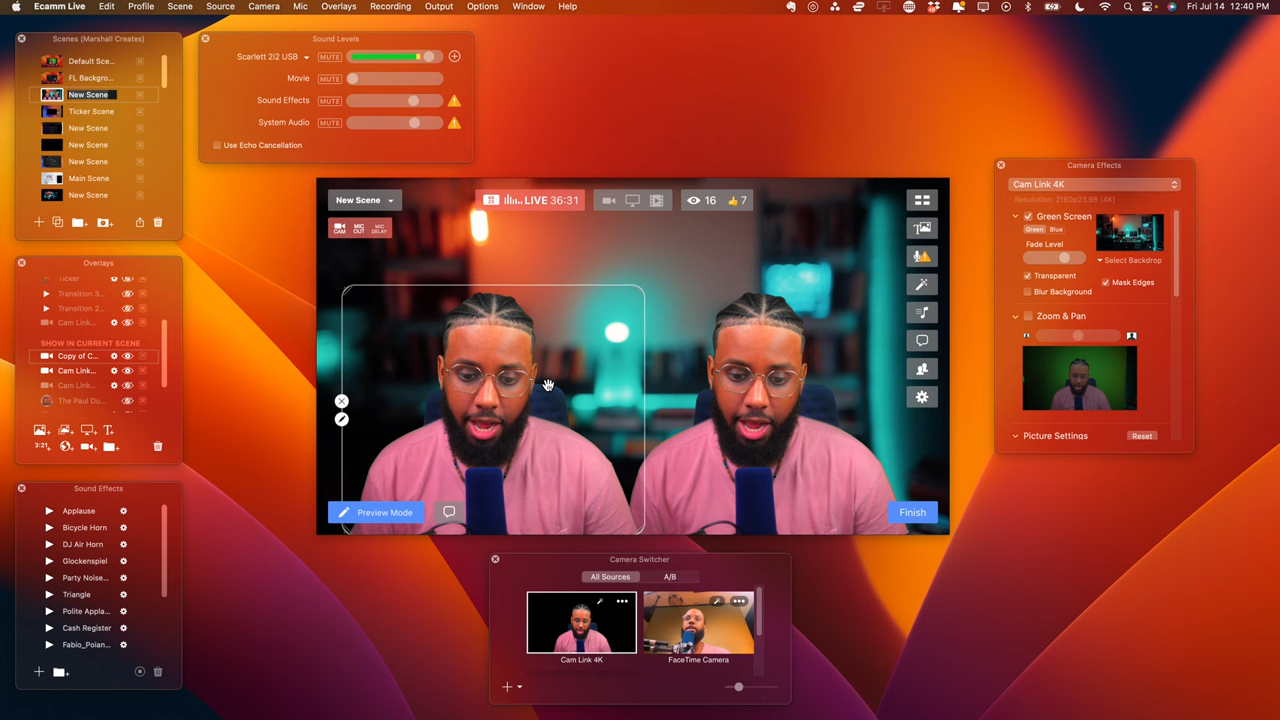 Ecamm Live Edit Profile Scene Source Camera Mic Overlays Recording Output Options Window Help Fri Jul 14 12:40 PM
Scenes (Marshall Creates)
Default Sce...
FL Backgro...
New Scene
Ticker Scene
New Scene
New Scene
New Scene
Main Scene
New Scene
Sound Levels
Scarlett 2i2 USB MUTE
Movie MUTE
Sound Effects MUTE
System Audio MUTE
Use Echo Cancellation
Overlays
Ticker
Transition 3...
Transition 2...
Cam Link...
SHOW IN CURRENT SCENE
Copy of C...
Cam Link...
Cam Link...
The Paul Du...
3:21
Sound Effects
Applause
Bicycle Horn
DJ Air Horn
Glockenspiel
Party Noise...
Triangle
Polite Appla...
Cash Register
Fabio_Poian...
New Scene LIVE 36:31 16 7
CAM MIC OUT MIC DELAY
Preview Mode Finish
Camera Switcher
All Sources A/B
Cam Link 4K FaceTime Camera
Camera Effects
Cam Link 4K
Resolution: 2160p23.98 (4K)
Green Screen
Green Blue
Fade Level
Select Backdrop
Transparent
Mask Edges
Blur Background
Zoom & Pan
Picture Settings Reset